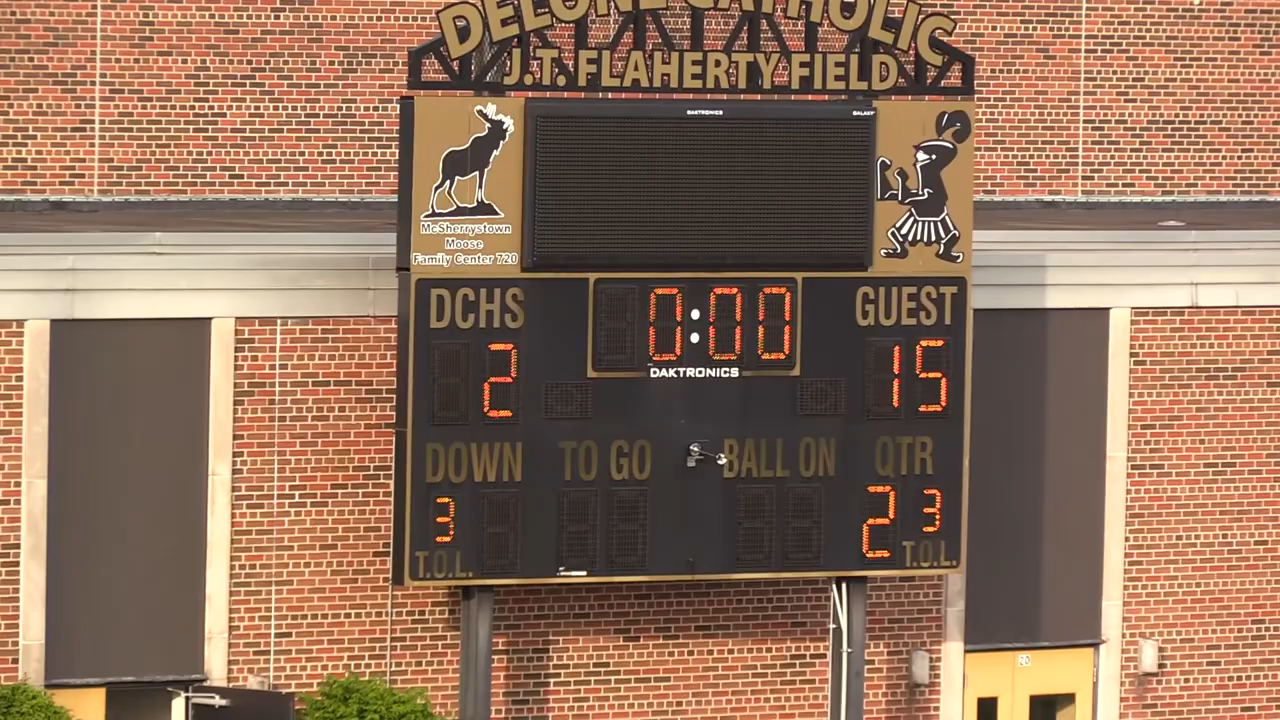 DELONE CATHOLIC
J.T. FLAHERTY FIELD
DAKTRONICS GALAXY
McSherrystown
Moose
Family Center 720
DCHS 0:00 GUEST
DAKTRONICS
2 15
DOWN TO GO BALL ON QTR
3 2 3
T.O.L. T.O.L.
20